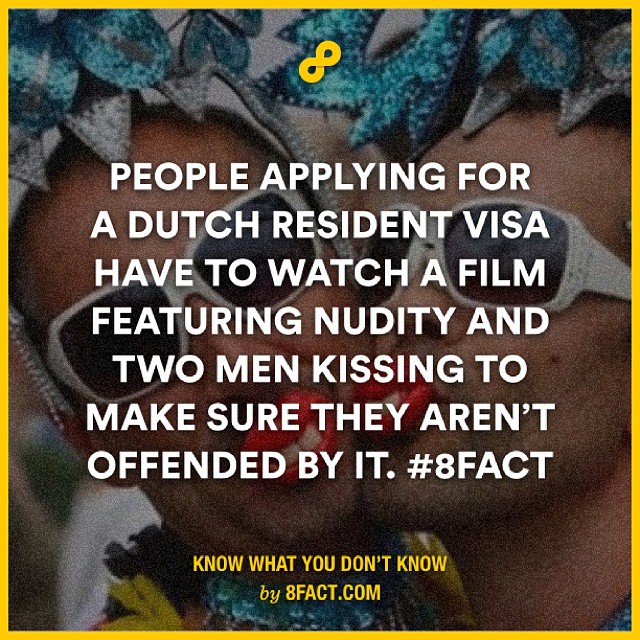 PEOPLE APPLYING FOR
A DUTCH RESIDENT VISA
HAVE TO WATCH A FILM
FEATURING NUDITY AND
TWO MEN KISSING TO
MAKE SURE THEY AREN'T
OFFENDED BY IT. #8FACT
KNOW WHAT YOU DON'T KNOW
by 8FACT.COM